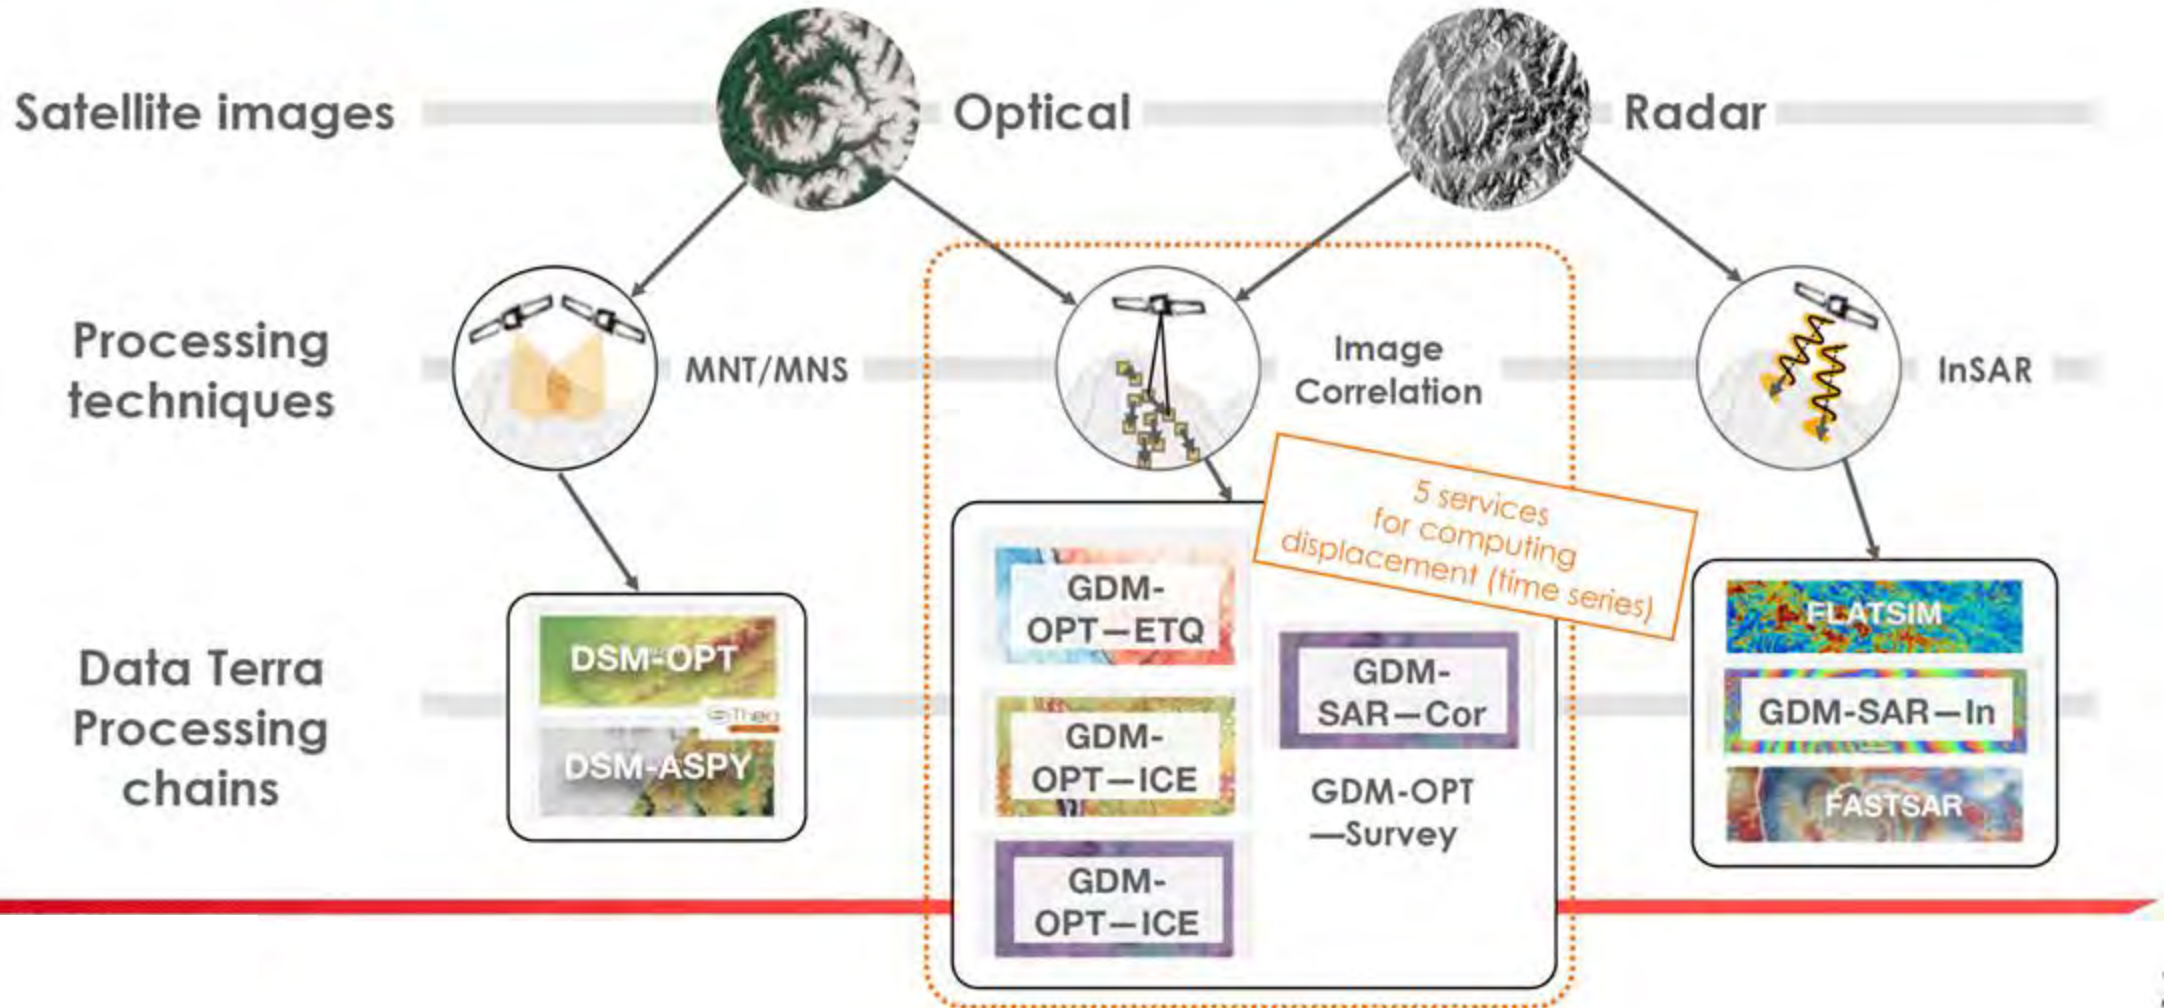 Satellite images
Optical
Radar
Processing
techniques
MNT/MNS
Image
Correlation
InSAR
5 services
for computing
displacement (time series)
Data Terra
Processing
chains
DSM-OPT
Theia
DSM-ASPY
GDM-
OPT—ETQ
GDM-
OPT—ICE
GDM-
OPT—ICE
GDM-
SAR—Cor
GDM-OPT
—Survey
FLATSIM
GDM-SAR—In
FASTSAR